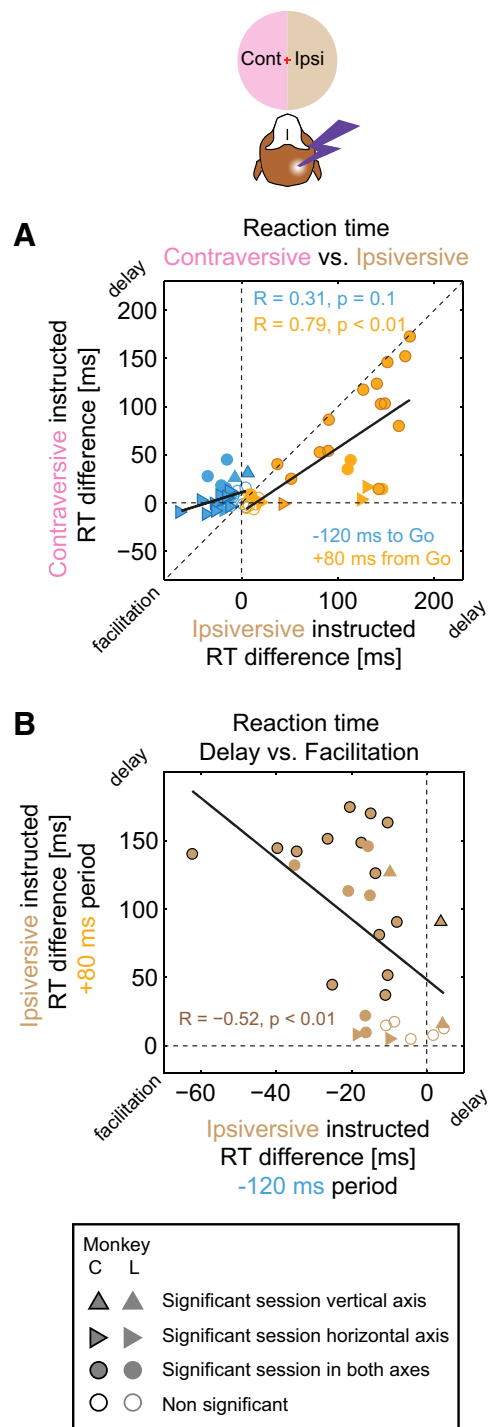 Cont + Ipsi
A
Reaction time
Contraversive vs. Ipsiversive
delay
R = 0.31, p = 0.1
R = 0.79, p < 0.01
Contraversive instructed
RT difference [ms]
200
150
100
50
0
−50
-120 ms to Go
+80 ms from Go
0
100
200
facilitation
delay
Ipsiversive instructed
RT difference [ms]
B
Reaction time
Delay vs. Facilitation
delay
Ipsiversive instructed
RT difference [ms]
+80 ms period
150
100
50
0
R = −0.52, p < 0.01
−60
−40
−20
0
facilitation
delay
Ipsiversive instructed
RT difference [ms]
-120 ms period
Monkey
C L
Significant session vertical axis
Significant session horizontal axis
Significant session in both axes
Non significant